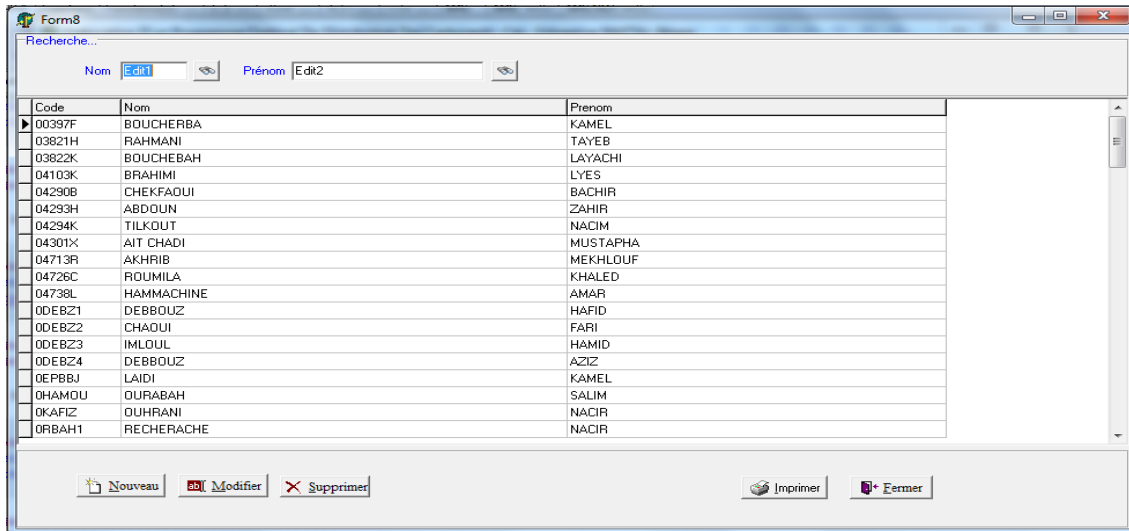 Form8
Recherche...
Nom Edit1 Prénom Edit2
Code Nom Prenom
00397F BOUCHERBA KAMEL
03821H RAHMANI TAYEB
03822K BOUCHEBAH LAYACHI
04103K BRAHIMI LYES
04290B CHEKFAOUI BACHIR
04293H ABDOUN ZAHIR
04294K TILKOUT NACIM
04301X AIT CHADI MUSTAPHA
04713R AKHRIB MEKHLOUF
04726C ROUMILA KHALED
04738L HAMMACHINE AMAR
0DEBZ1 DEBBOUZ HAFID
0DEBZ2 CHAOUI FARI
0DEBZ3 IMLOUL HAMID
0DEBZ4 DEBBOUZ AZIZ
0EPBBJ LAIDI KAMEL
0HAMOU OURABAH SALIM
0KAFIZ OUHRANI NACIR
0RBAH1 RECHERACHE NACIR
Nouveau Modifier Supprimer Imprimer Fermer